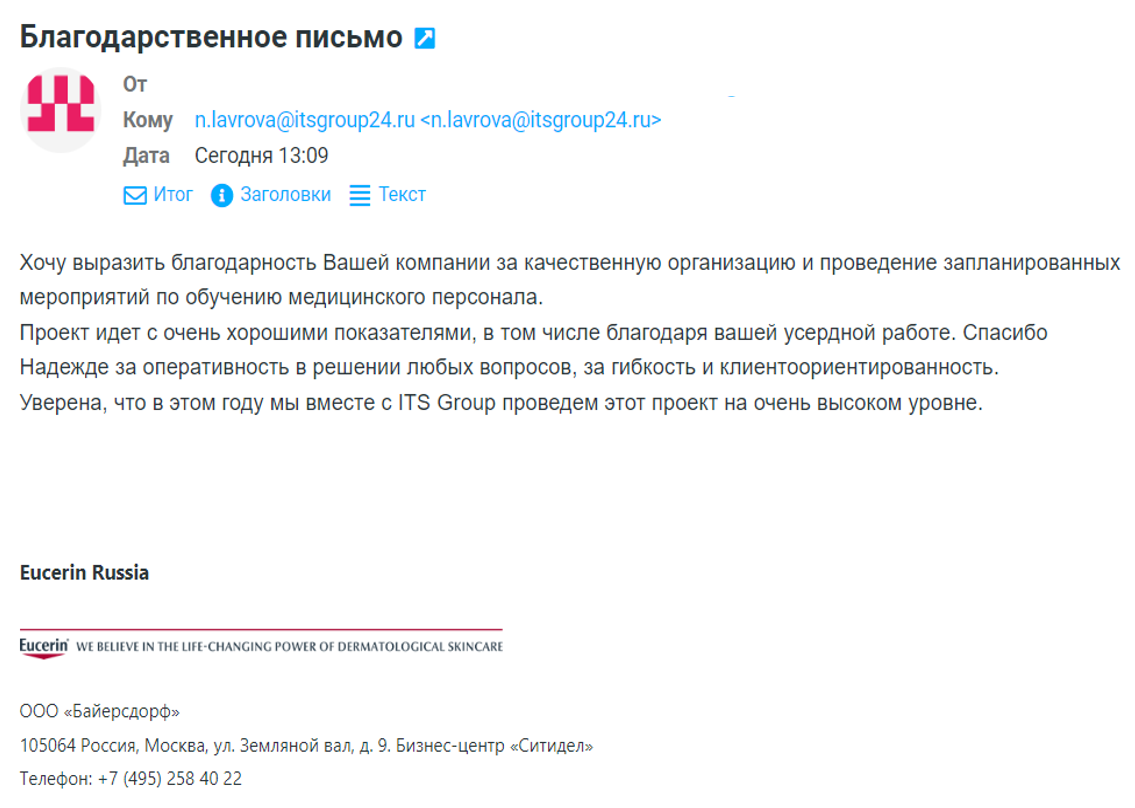 Благодарственное письмо
От
Кому n.lavrova@itsgroup24.ru <n.lavrova@itsgroup24.ru>
Дата Сегодня 13:09
Итог Заголовки Текст
Хочу выразить благодарность Вашей компании за качественную организацию и проведение запланированных
мероприятий по обучению медицинского персонала.
Проект идет с очень хорошими показателями, в том числе благодаря вашей усердной работе. Спасибо
Надежде за оперативность в решении любых вопросов, за гибкость и клиентоориентированность.
Уверена, что в этом году мы вместе с ITS Group проведем этот проект на очень высоком уровне.
Eucerin Russia
Eucerin® WE BELIEVE IN THE LIFE-CHANGING POWER OF DERMATOLOGICAL SKINCARE
ООО «Байерсдорф»
105064 Россия, Москва, ул. Земляной вал, д. 9. Бизнес-центр «Ситидел»
Телефон: +7 (495) 258 40 22